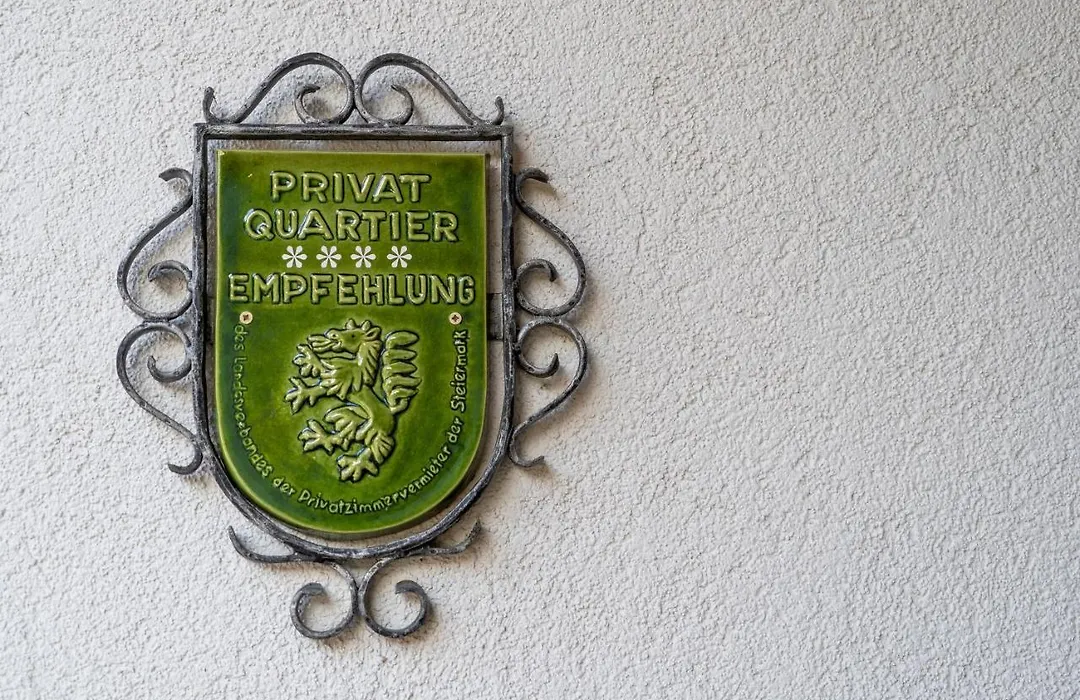 PRIVAT
QUARTIER
****
EMPFEHLUNG
des Landesverbandes der Privatzimmervermieter der Steiermark